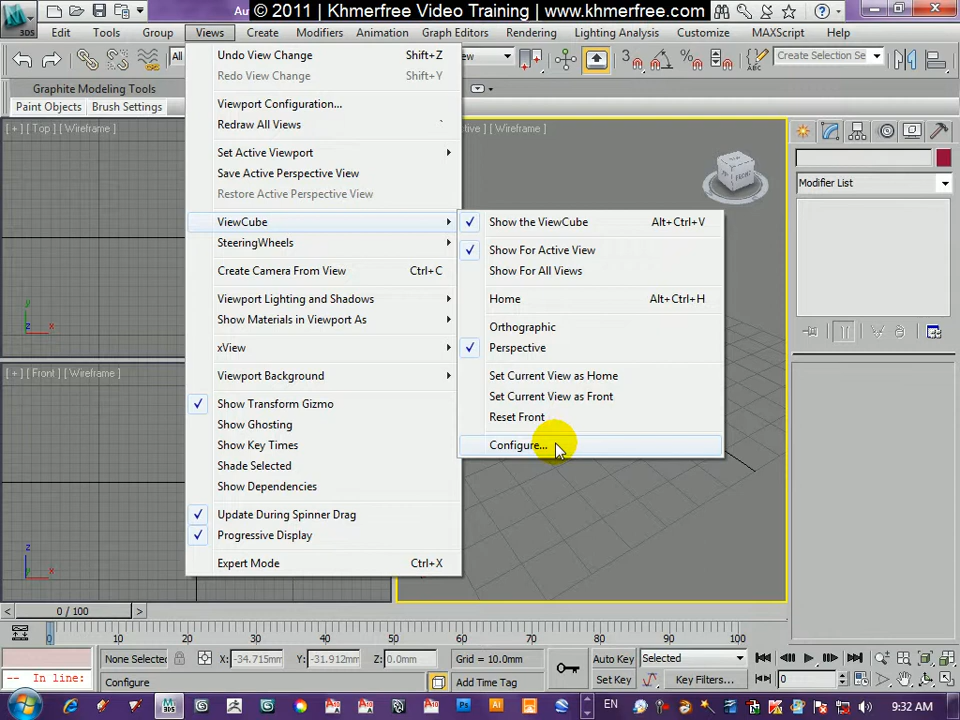 Au © 2011 | Khmerfree Video Training | www.khmerfree.com
3DS
Edit Tools Group Views Create Modifiers Animation Graph Editors Rendering Lighting Analysis Customize MAXScript Help
All
3
Create Selection Se
Graphite Modeling Tools
Paint Objects Brush Settings
[ + ] [ Top ] [ Wireframe ]
[ Wireframe ]
Undo View Change Shift+Z
Redo View Change Shift+Y
Viewport Configuration...
Redraw All Views `
Set Active Viewport
Save Active Perspective View
Restore Active Perspective View
ViewCube
SteeringWheels
Create Camera From View Ctrl+C
Viewport Lighting and Shadows
Show Materials in Viewport As
xView
Viewport Background
Show Transform Gizmo
Show Ghosting
Show Key Times
Shade Selected
Show Dependencies
Update During Spinner Drag
Progressive Display
Expert Mode Ctrl+X
Show the ViewCube Alt+Ctrl+V
Show For Active View
Show For All Views
Home Alt+Ctrl+H
Orthographic
Perspective
Set Current View as Home
Set Current View as Front
Reset Front
Configure...
FRONT
Modifier List
y
z x
[ + ] [ Front ] [ Wireframe ]
z
y x
< 0 / 100 >
0 10 20 30 40 50 60 70 80 90 100
None Selected X: -34.715mm Y: -31.912mm Z: 0.0mm Grid = 10.0mm Auto Key Selected
-- In line: Configure Add Time Tag Set Key Key Filters... 0
EN 9:32 AM